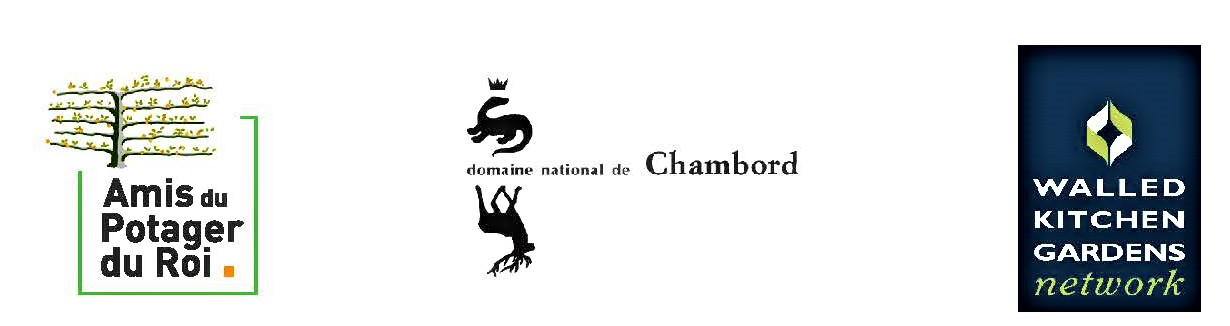 Amis du
Potager
du Roi.
domaine national de Chambord
WALLED
KITCHEN
GARDENS
network